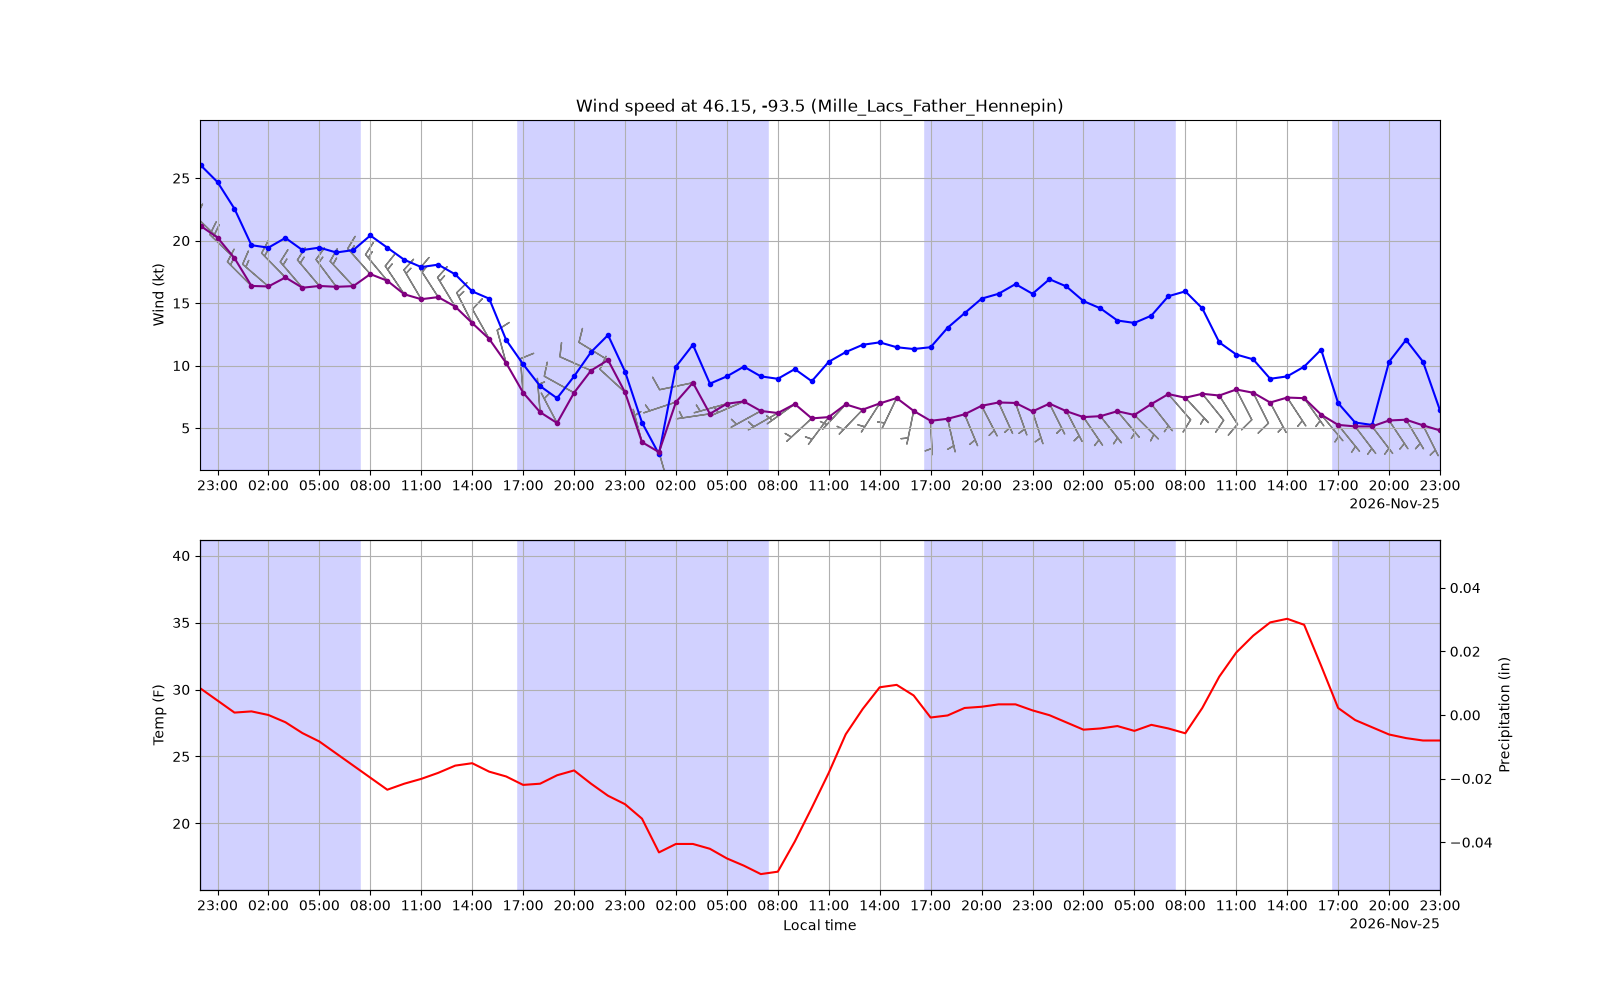 Wind speed at 46.15, -93.5 (Mille_Lacs_Father_Hennepin)
Wind (kt)
25
20
15
10
5
23:00 02:00 05:00 08:00 11:00 14:00 17:00 20:00 23:00 02:00 05:00 08:00 11:00 14:00 17:00 20:00 23:00 02:00 05:00 08:00 11:00 14:00 17:00 20:00 23:00
2026-Nov-25
Temp (F)
40
35
30
25
20
0.04
0.02
0.00
−0.02
−0.04
Precipitation (in)
23:00 02:00 05:00 08:00 11:00 14:00 17:00 20:00 23:00 02:00 05:00 08:00 11:00 14:00 17:00 20:00 23:00 02:00 05:00 08:00 11:00 14:00 17:00 20:00 23:00
Local time
2026-Nov-25